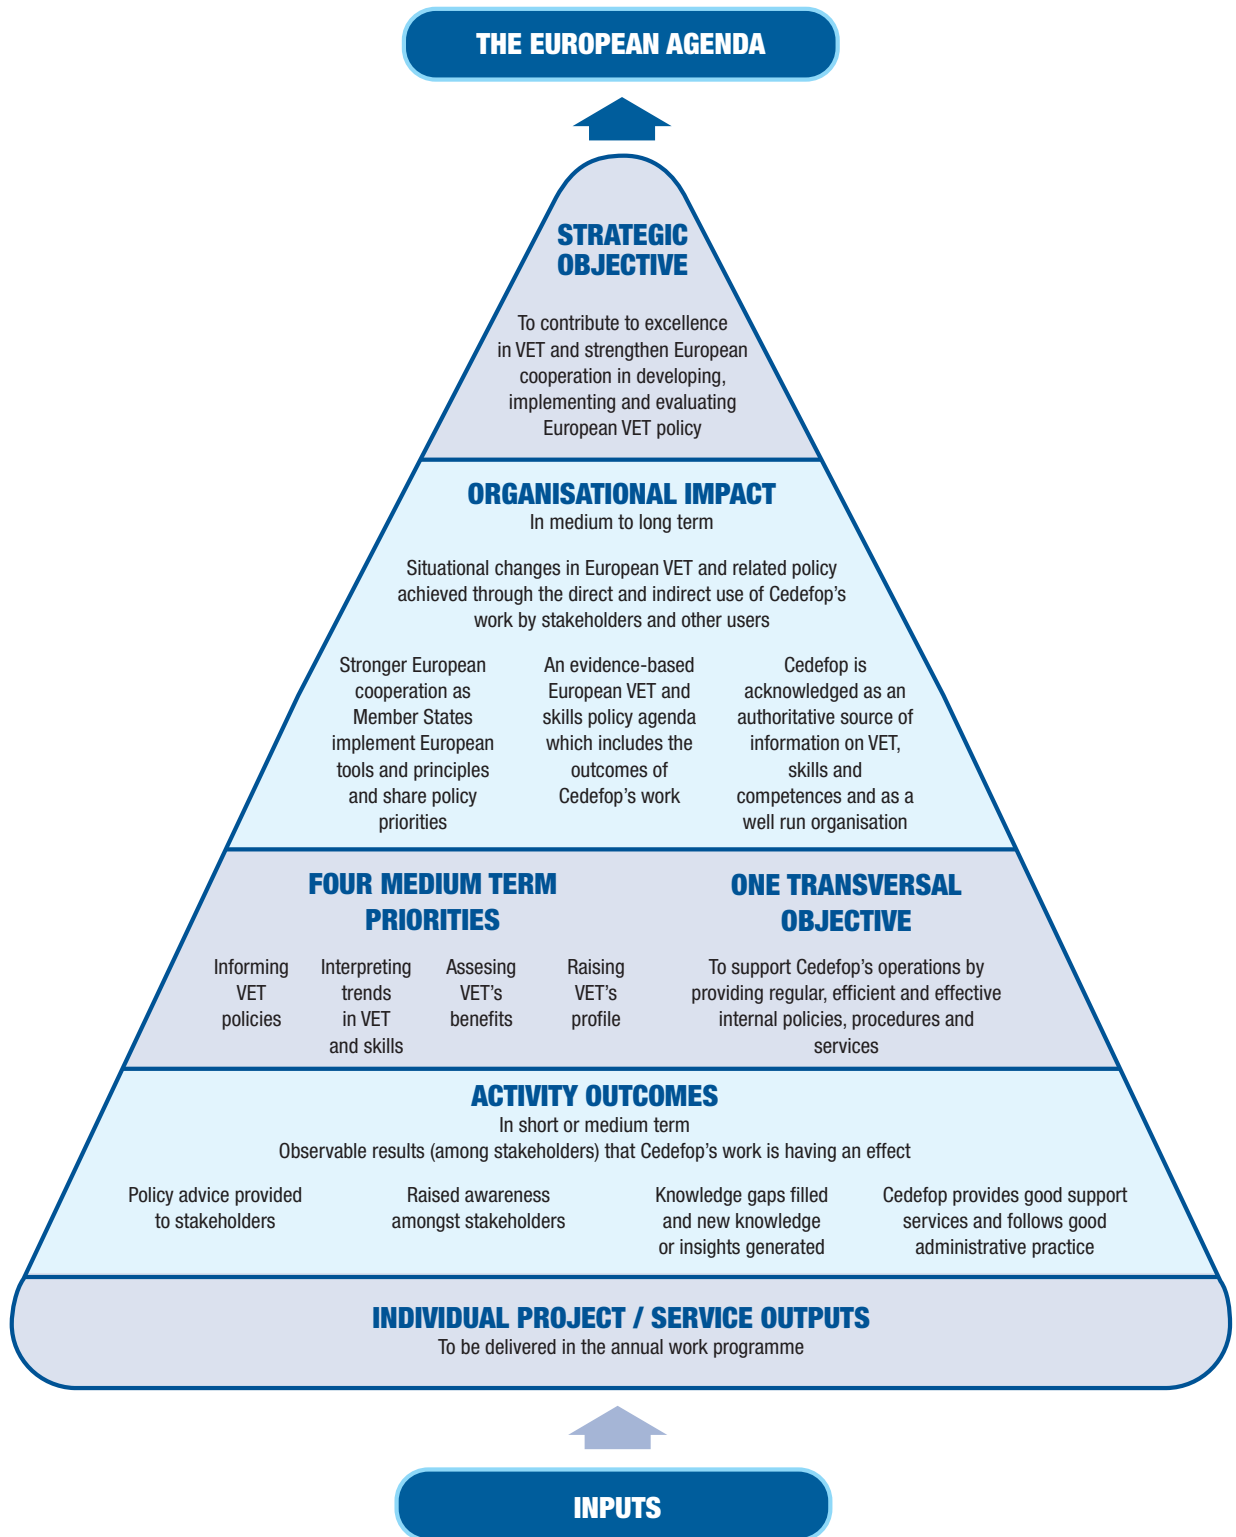 THE EUROPEAN AGENDA
STRATEGIC
OBJECTIVE
To contribute to excellence
in VET and strengthen European
cooperation in developing,
implementing and evaluating
European VET policy
ORGANISATIONAL IMPACT
In medium to long term
Situational changes in European VET and related policy
achieved through the direct and indirect use of Cedefop's
work by stakeholders and other users
Stronger European
cooperation as
Member States
implement European
tools and principles
and share policy
priorities
An evidence-based
European VET and
skills policy agenda
which includes the
outcomes of
Cedefop's work
Cedefop is
acknowledged as an
authoritative source of
information on VET,
skills and
competences and as a
well run organisation
FOUR MEDIUM TERM
PRIORITIES
Informing
VET
policies
Interpreting
trends
in VET
and skills
Assesing
VET's
benefits
Raising
VET's
profile
ONE TRANSVERSAL
OBJECTIVE
To support Cedefop's operations by
providing regular, efficient and effective
internal policies, procedures and
services
ACTIVITY OUTCOMES
In short or medium term
Observable results (among stakeholders) that Cedefop's work is having an effect
Policy advice provided
to stakeholders
Raised awareness
amongst stakeholders
Knowledge gaps filled
and new knowledge
or insights generated
Cedefop provides good support
services and follows good
administrative practice
INDIVIDUAL PROJECT / SERVICE OUTPUTS
To be delivered in the annual work programme
INPUTS